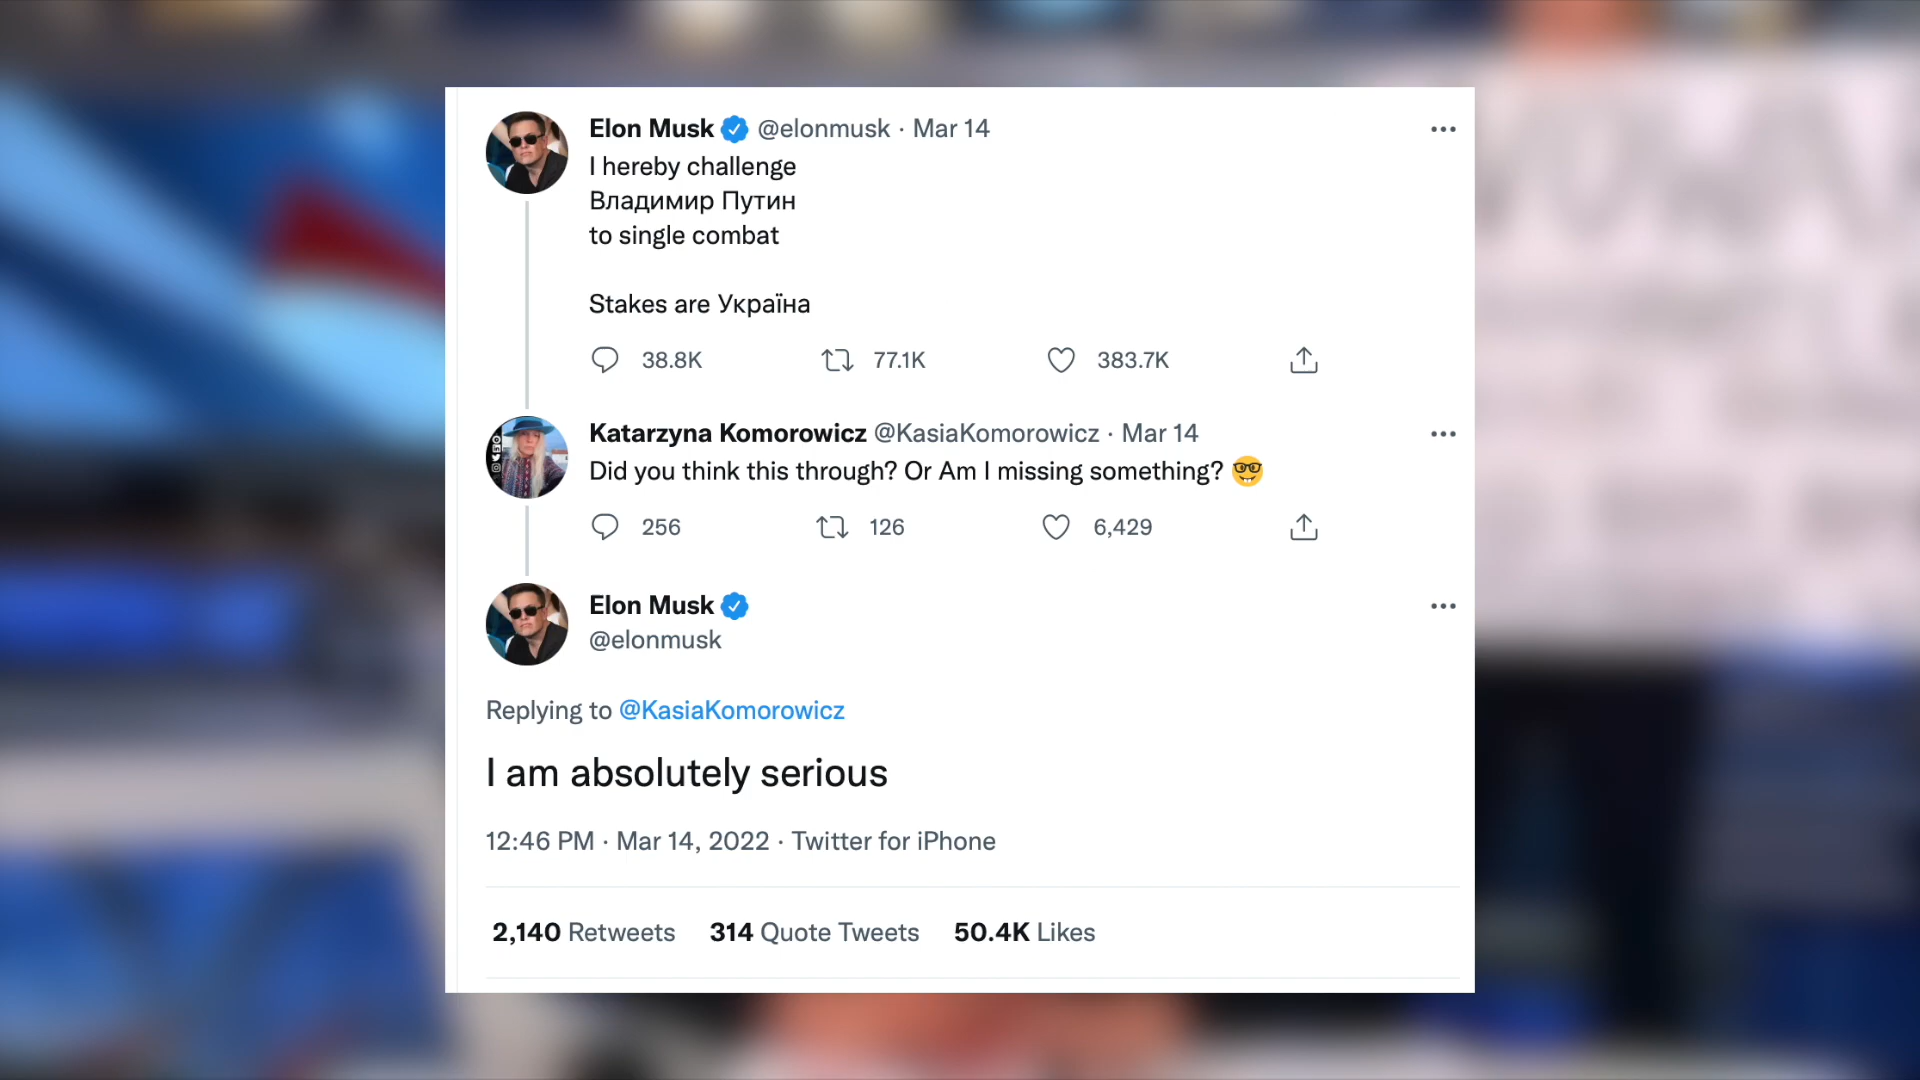 Elon Musk @elonmusk · Mar 14
I hereby challenge
Владимир Путин
to single combat
Stakes are Україна
38.8K 77.1K 383.7K
Katarzyna Komorowicz @KasiaKomorowicz · Mar 14
Did you think this through? Or Am I missing something? 🤓
256 126 6,429
Elon Musk
@elonmusk
Replying to @KasiaKomorowicz
I am absolutely serious
12:46 PM · Mar 14, 2022 · Twitter for iPhone
2,140 Retweets 314 Quote Tweets 50.4K Likes